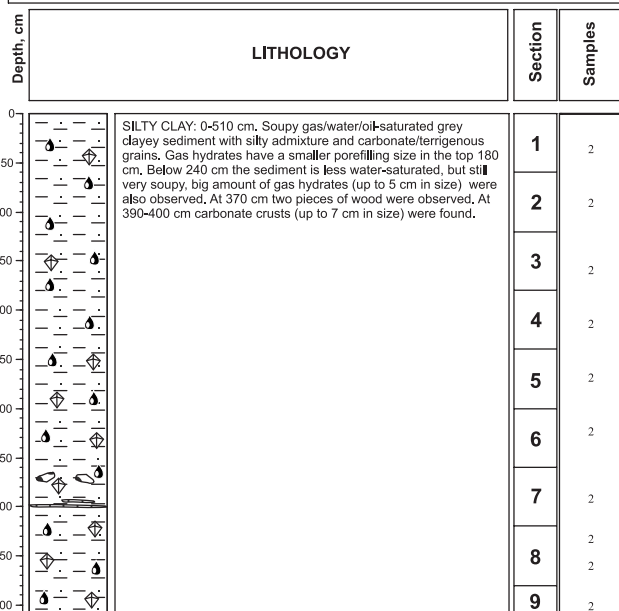 Depth, cm
LITHOLOGY
Section
Samples
0
50
00
50
00
50
00
50
00
50
00
SILTY CLAY: 0-510 cm. Soupy gas/water/oil-saturated grey
clayey sediment with silty admixture and carbonate/terrigenous
grains. Gas hydrates have a smaller porefilling size in the top 180
cm. Below 240 cm the sediment is less water-saturated, but still
very soupy, big amount of gas hydrates (up to 5 cm in size) were
also observed. At 370 cm two pieces of wood were observed. At
390-400 cm carbonate crusts (up to 7 cm in size) were found.
1
2
3
4
5
6
7
8
9
2
2
2
2
2
2
2
2
2
2